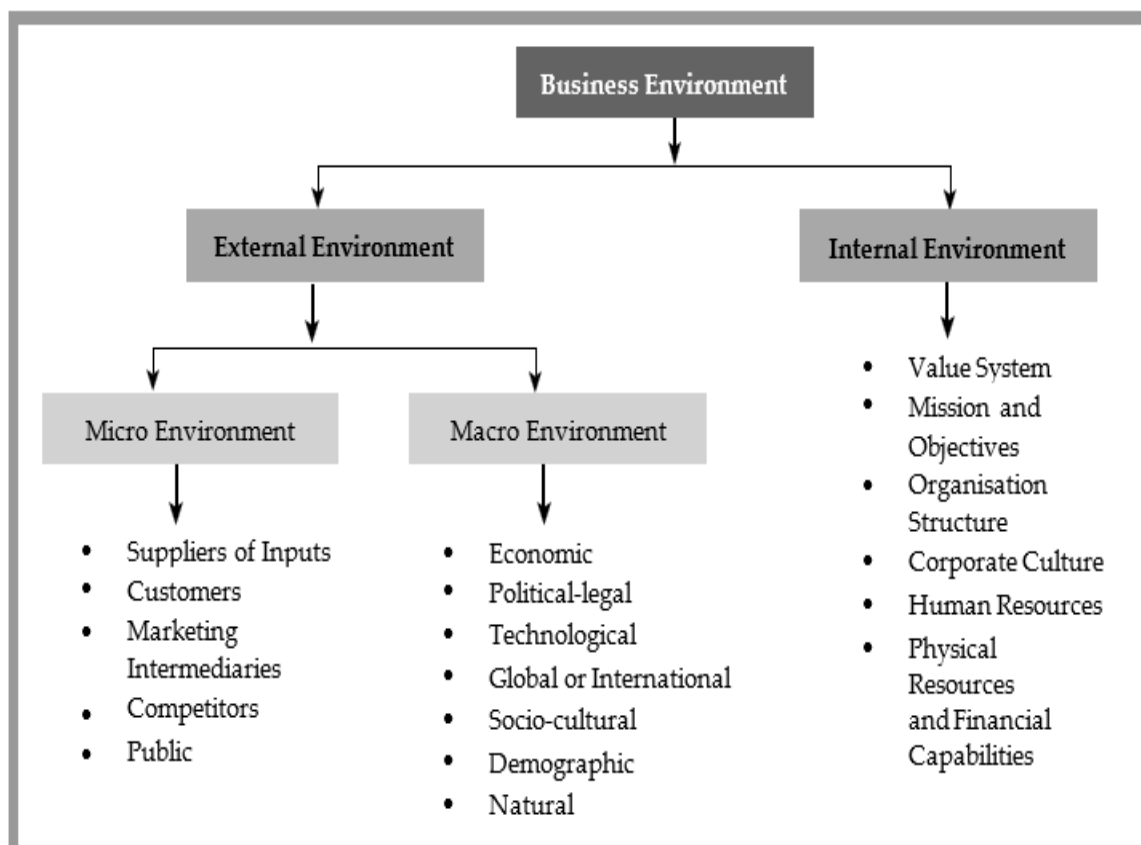 Business Environment
External Environment
Internal Environment
Micro Environment
Macro Environment
• Suppliers of Inputs
• Customers
• Marketing
Intermediaries
• Competitors
• Public
• Economic
• Political-legal
• Technological
• Global or International
• Socio-cultural
• Demographic
• Natural
• Value System
• Mission and
Objectives
• Organisation
Structure
• Corporate Culture
• Human Resources
• Physical
Resources
and Financial
Capabilities